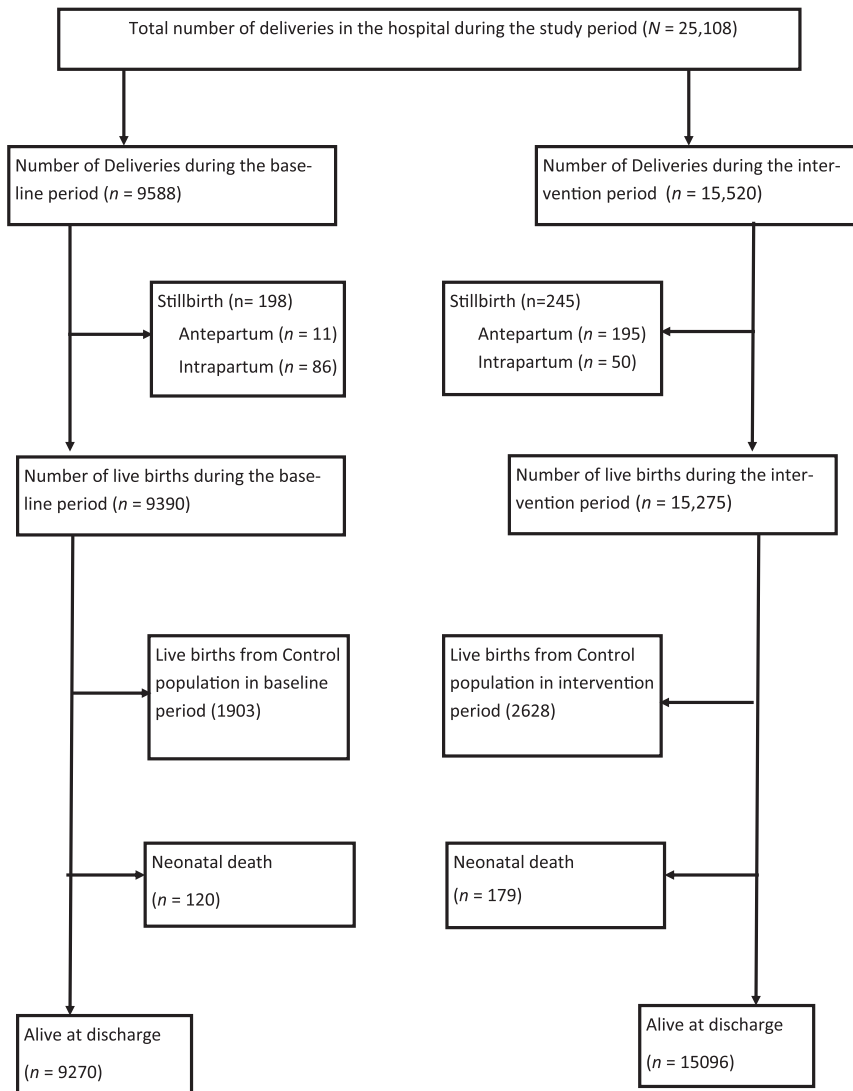 Total number of deliveries in the hospital during the study period (N = 25,108)
Number of Deliveries during the base-
line period (n = 9588)
Number of Deliveries during the inter-
vention period (n = 15,520)
Stillbirth (n= 198)
Antepartum (n = 11)
Intrapartum (n = 86)
Stillbirth (n=245)
Antepartum (n = 195)
Intrapartum (n = 50)
Number of live births during the base-
line period (n = 9390)
Number of live births during the inter-
vention period (n = 15,275)
Live births from Control
population in baseline
period (1903)
Live births from Control
population in intervention
period (2628)
Neonatal death
(n = 120)
Neonatal death
(n = 179)
Alive at discharge
(n = 9270)
Alive at discharge
(n = 15096)